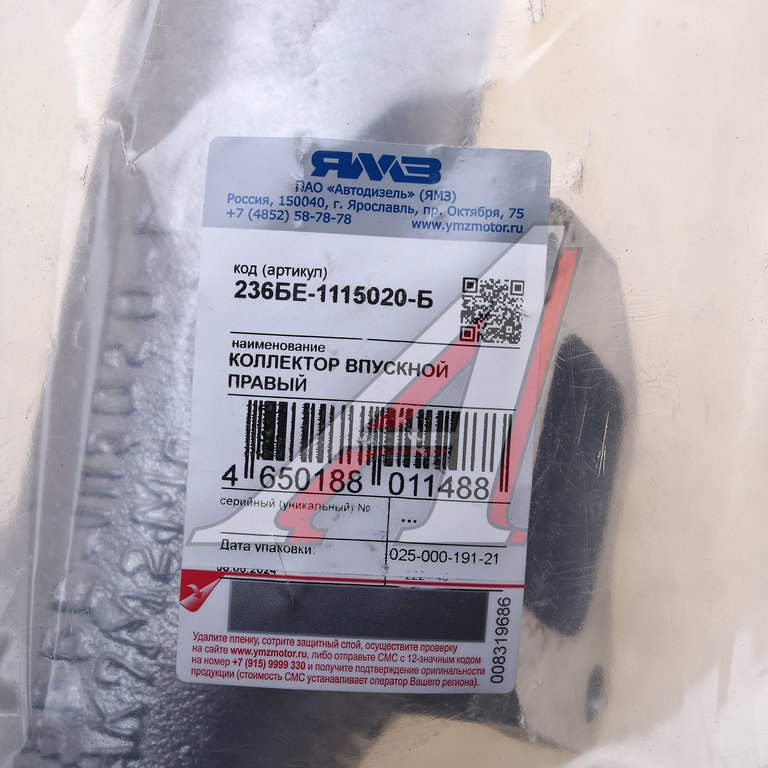 ЯМЗ
ПАО «Автодизель» (ЯМЗ)
Россия, 150040, г. Ярославль, пр. Октября, 75
+7 (4852) 58-78-78
www.ymzmotor.ru
код (артикул)
236БЕ-1115020-Б
наименование
КОЛЛЕКТОР ВПУСКНОЙ
ПРАВЫЙ
4 650188 011488
серийный (уникальный) №
...
Дата упаковки:
025-000-191-21
08.06.2024
008319686
Удалите пленку, сотрите защитный слой, осуществите проверку
на сайте www.ymzmotor.ru, либо отправьте СМС с 12-значным кодом
на номер +7 (915) 9999 330 и получите подтверждение оригинальности
продукции (стоимость СМС устанавливает оператор Вашего региона).